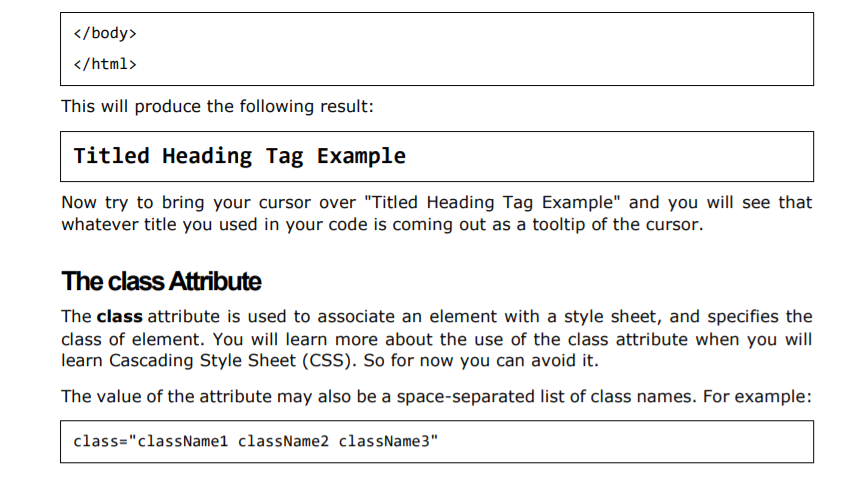 </body>
</html>
This will produce the following result:
Titled Heading Tag Example
Now try to bring your cursor over "Titled Heading Tag Example" and you will see that
whatever title you used in your code is coming out as a tooltip of the cursor.
The class Attribute
The class attribute is used to associate an element with a style sheet, and specifies the
class of element. You will learn more about the use of the class attribute when you will
learn Cascading Style Sheet (CSS). So for now you can avoid it.
The value of the attribute may also be a space-separated list of class names. For example:
class="className1 className2 className3"